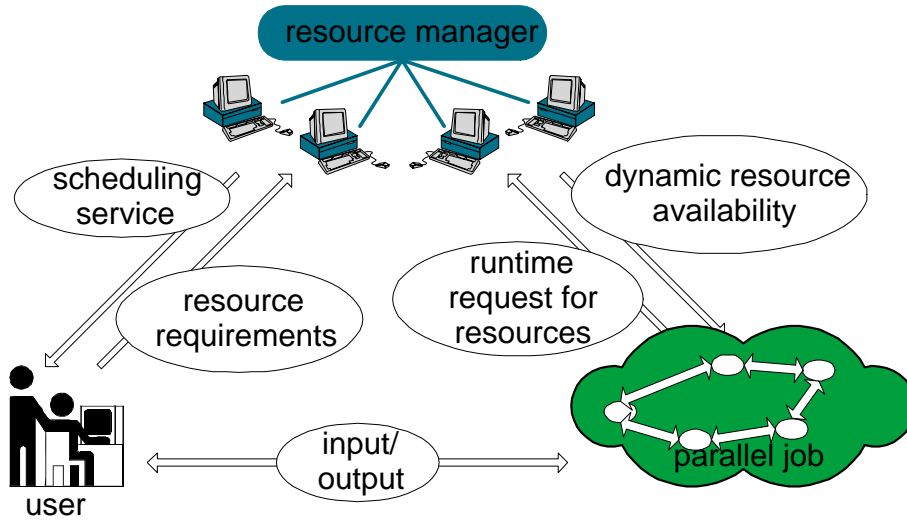 resource manager
scheduling
service
dynamic resource
availability
resource
requirements
runtime
request for
resources
input/
output
parallel job
user